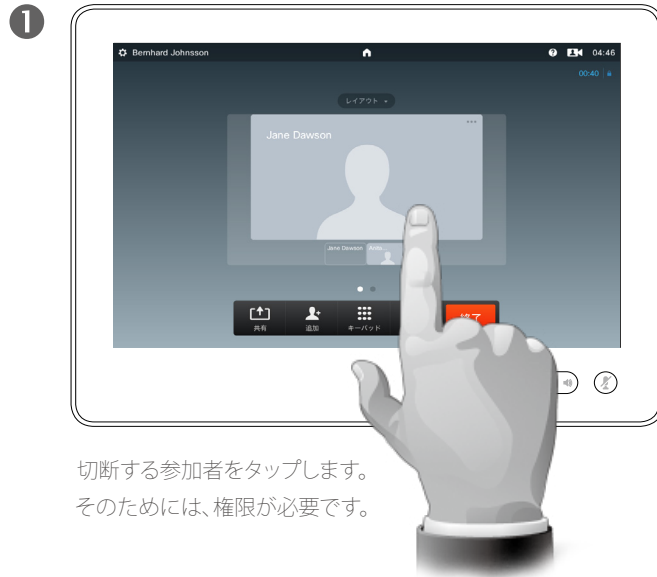 1
Bernhard Johnsson
04:46
00:40
レイアウト
Jane Dawson
Jane Dawson
共有
追加
キーパッド
終了
切断する参加者をタップします。
そのためには、権限が必要です。